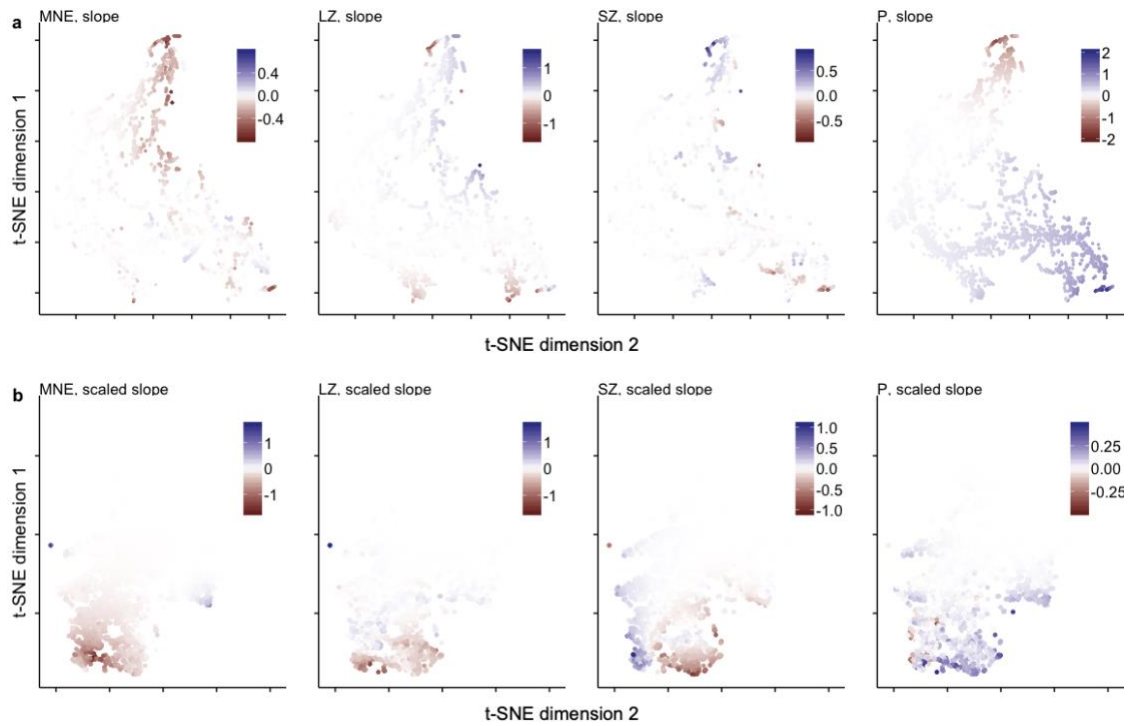 a
MNE, slope
LZ, slope
SZ, slope
P, slope
0.4
0.0
-0.4
1
0
-1
0.5
0.0
-0.5
2
1
0
-1
-2
t-SNE dimension 1
t-SNE dimension 2
b
MNE, scaled slope
LZ, scaled slope
SZ, scaled slope
P, scaled slope
1
0
-1
1
0
-1
1.0
0.5
0.0
-0.5
-1.0
0.25
0.00
-0.25
t-SNE dimension 1
t-SNE dimension 2